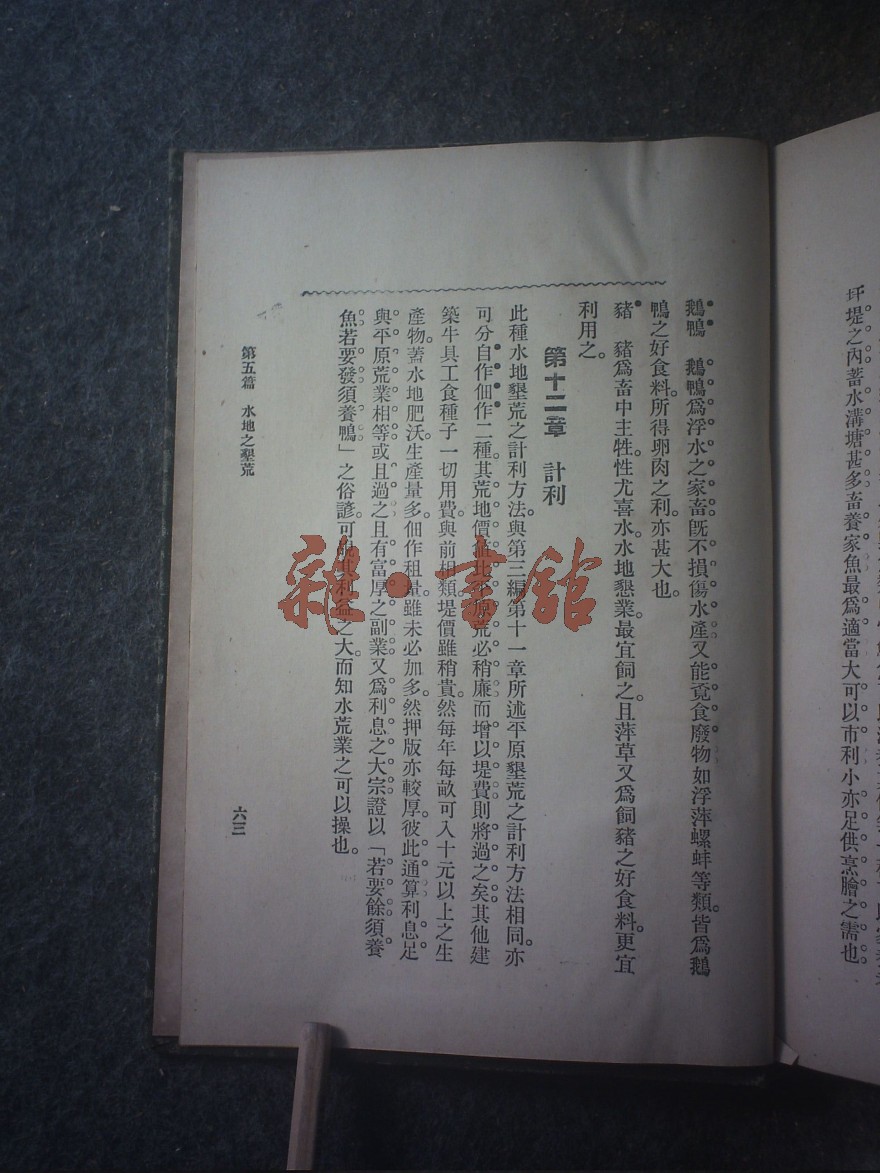 圩堤之內蓄水溝塘甚多畜養家魚最爲適當大可以市利小亦足供烹膾之需也
鵝鴨　鵝鴨爲浮水之家畜旣不損傷水產又能覓食廢物如浮萍螺蚌等類皆爲鵝
鴨之好食料。所得卵肉之利。亦甚大也。
豬　豬爲畜中主牲。性尤喜水。水地懇業。最宜飼之。且萍草又爲飼豬之好食料。更宜
利用之。
第十二章　計利
此種水地墾荒之計利方法。與第三編第十一章所述平原墾荒之計利方法相同。亦
可分自作佃作二種。其荒地價值比平原荒必稍廉而增以堤費則將過之矣其他建
築牛具工食種子一切用費與前相類。堤價雖稍貴。然每年每畝可入十元以上之生
產物。蓄水地肥沃。生產量多。佃作租量。雖未必加多。然押版亦較厚。彼此通算利息足
與平原荒業相等或且過之且有富厚之副業又爲利息之大宗證以「若要餘須養
魚若要發須養鴨」之俗諺。可其利益之大。而知水荒業之可以操也。
第五篇　水地之墾荒
六三
雜·書館